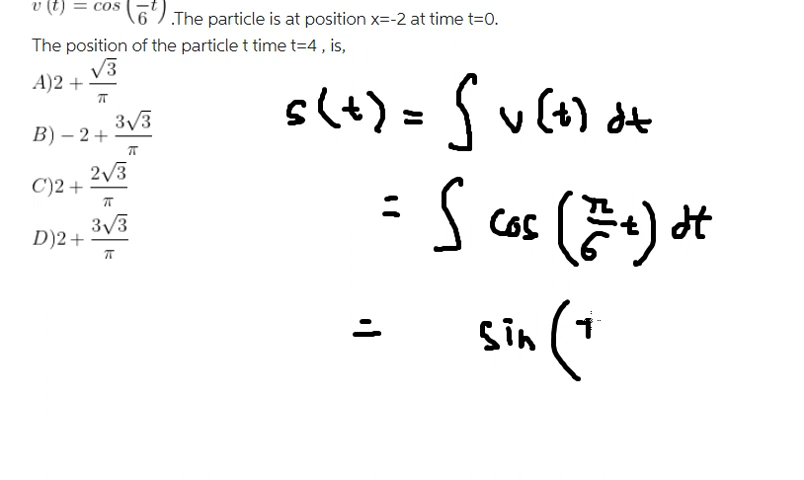 v (t) = cos (π/6 t) .The particle is at position x=-2 at time t=0.
The position of the particle t time t=4 , is,
A)2 + √3/π
B) – 2 + 3√3/π
C)2 + 2√3/π
D)2 + 3√3/π
s(t) = ∫ v(t) dt
= ∫ cos (π/6 t) dt
= sin (